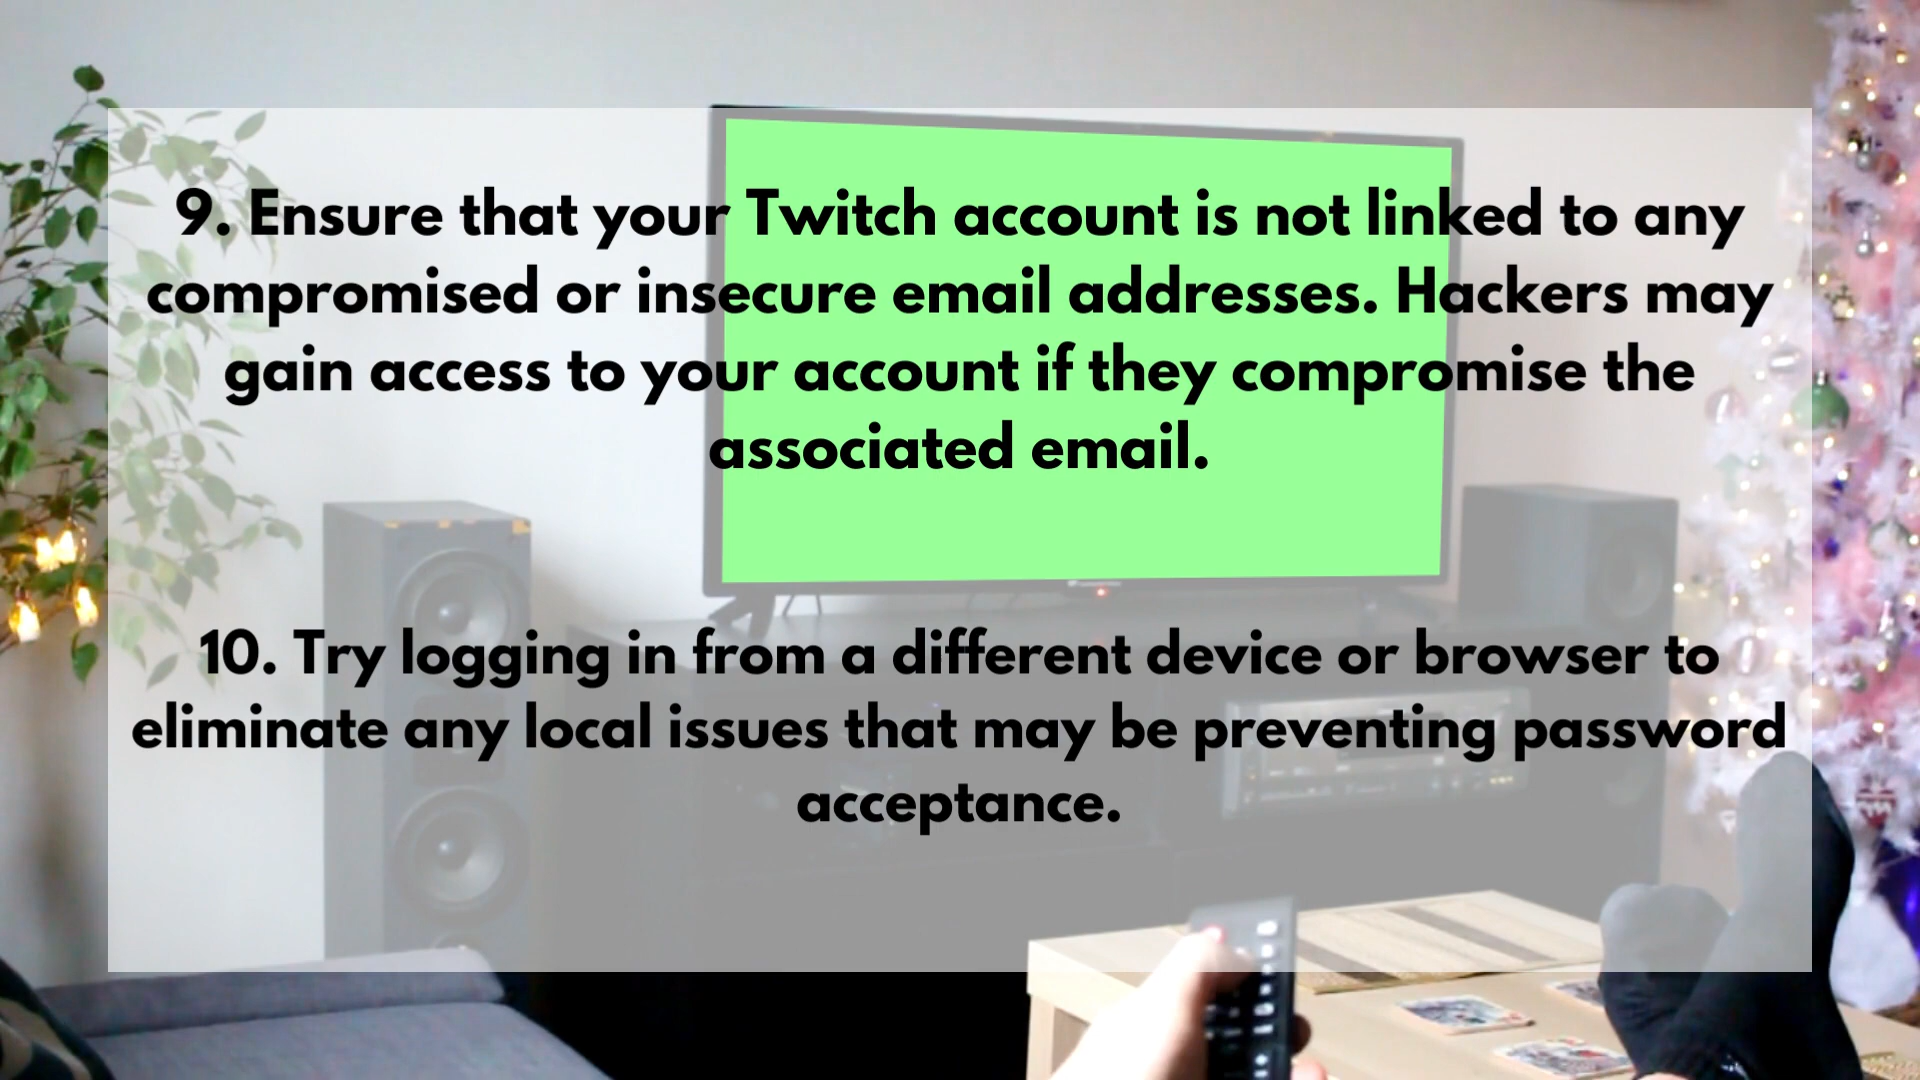 9. Ensure that your Twitch account is not linked to any
compromised or insecure email addresses. Hackers may
gain access to your account if they compromise the
associated email.
10. Try logging in from a different device or browser to
eliminate any local issues that may be preventing password
acceptance.